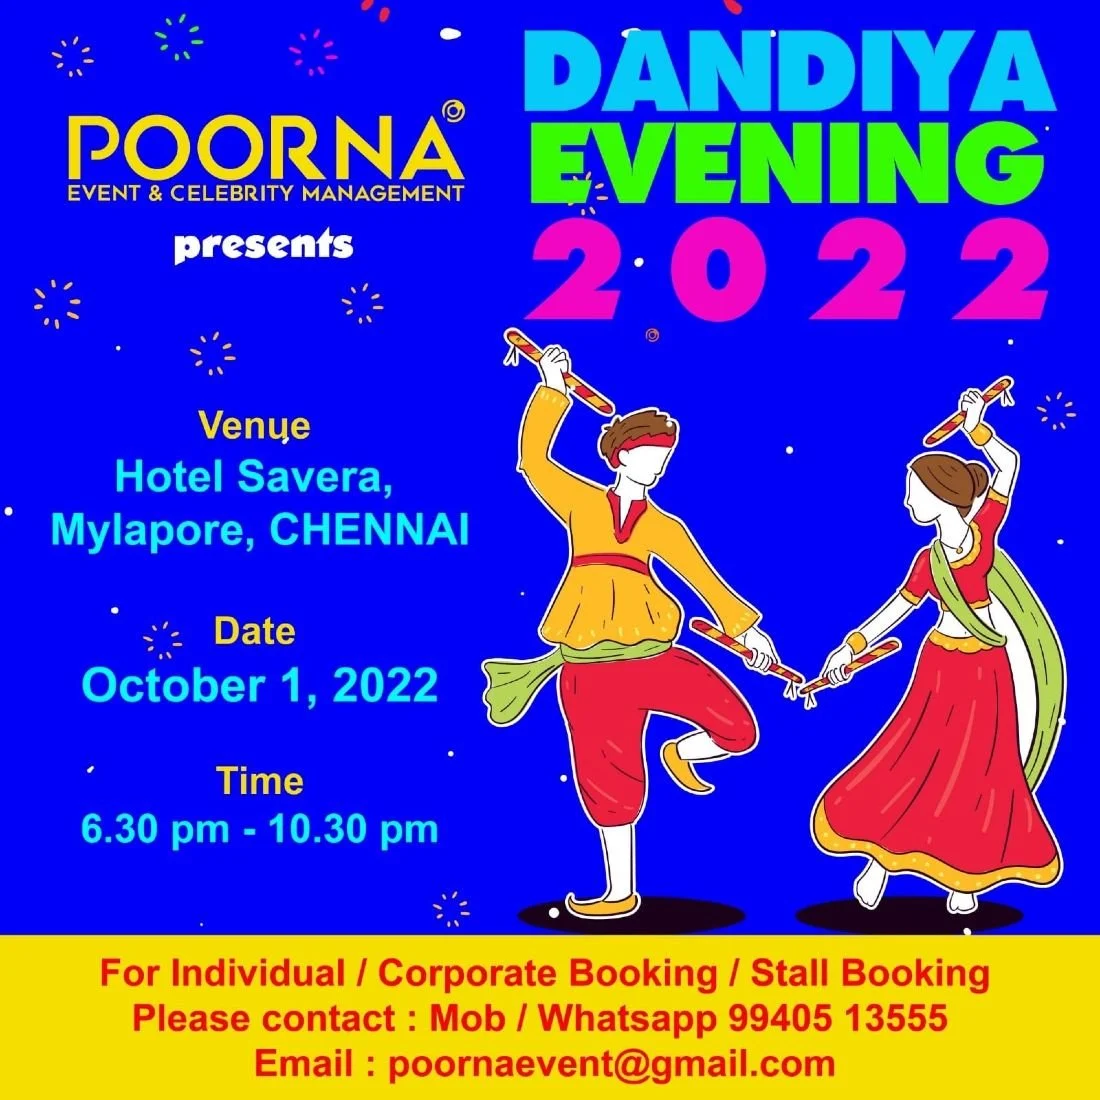 POORNA
EVENT & CELEBRITY MANAGEMENT
presents
DANDIYA
EVENING
2022
Venue
Hotel Savera,
Mylapore, CHENNAI
Date
October 1, 2022
Time
6.30 pm - 10.30 pm
For Individual / Corporate Booking / Stall Booking
Please contact : Mob / Whatsapp 99405 13555
Email : poornaevent@gmail.com